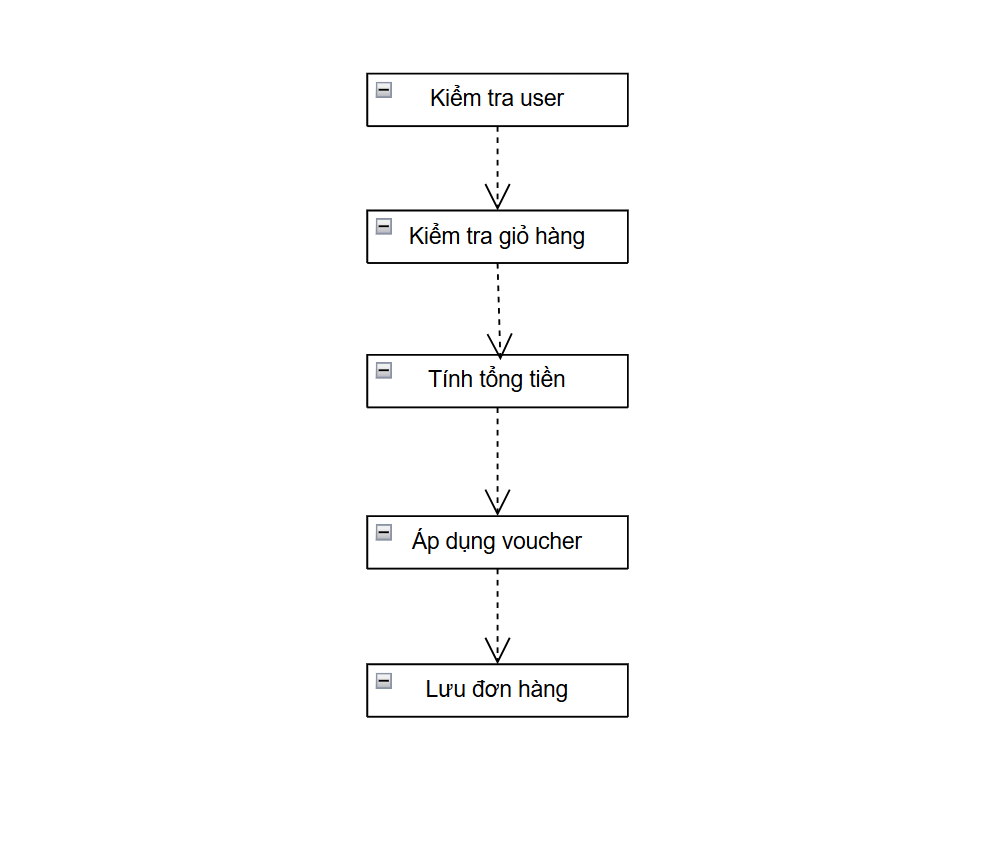 Kiểm tra user
Kiểm tra giỏ hàng
Tính tổng tiền
Áp dụng voucher
Lưu đơn hàng